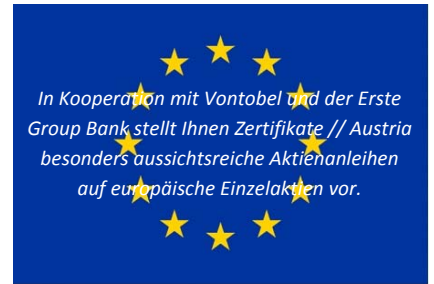 In Kooperation mit Vontobel und der Erste
Group Bank stellt Ihnen Zertifikate // Austria
besonders aussichtsreiche Aktienanleihen
auf europäische Einzelaktien vor.